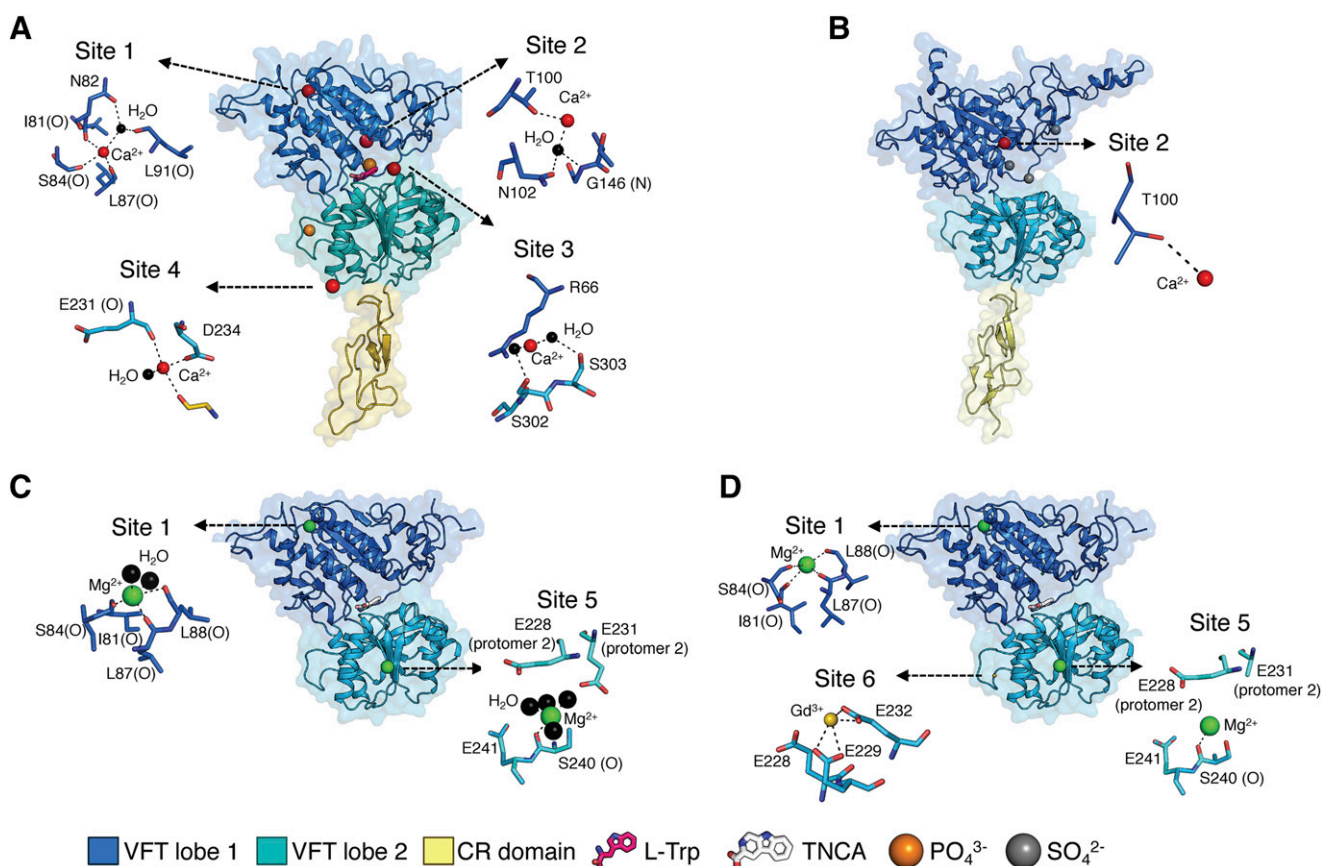 A
Site 1
N82
H₂O
I81(O)
Ca²⁺
S84(O)
L91(O)
L87(O)
Site 2
T100
Ca²⁺
H₂O
N102
G146 (N)
Site 4
E231 (O)
D234
H₂O
Ca²⁺
Site 3
R66
H₂O
Ca²⁺
S303
S302
B
Site 2
T100
Ca²⁺
C
Site 1
H₂O
Mg²⁺
S84(O)
I81(O)
L88(O)
L87(O)
Site 5
E228
(protomer 2)
E231
(protomer 2)
H₂O
Mg²⁺
E241
S240 (O)
D
Site 1
Mg²⁺
L88(O)
S84(O)
L87(O)
I81(O)
Site 6
Gd³⁺
E232
E228
E229
Site 5
E228
(protomer 2)
E231
(protomer 2)
Mg²⁺
E241
S240 (O)
VFT lobe 1 VFT lobe 2 CR domain L-Trp TNCA PO₄³⁻ SO₄²⁻